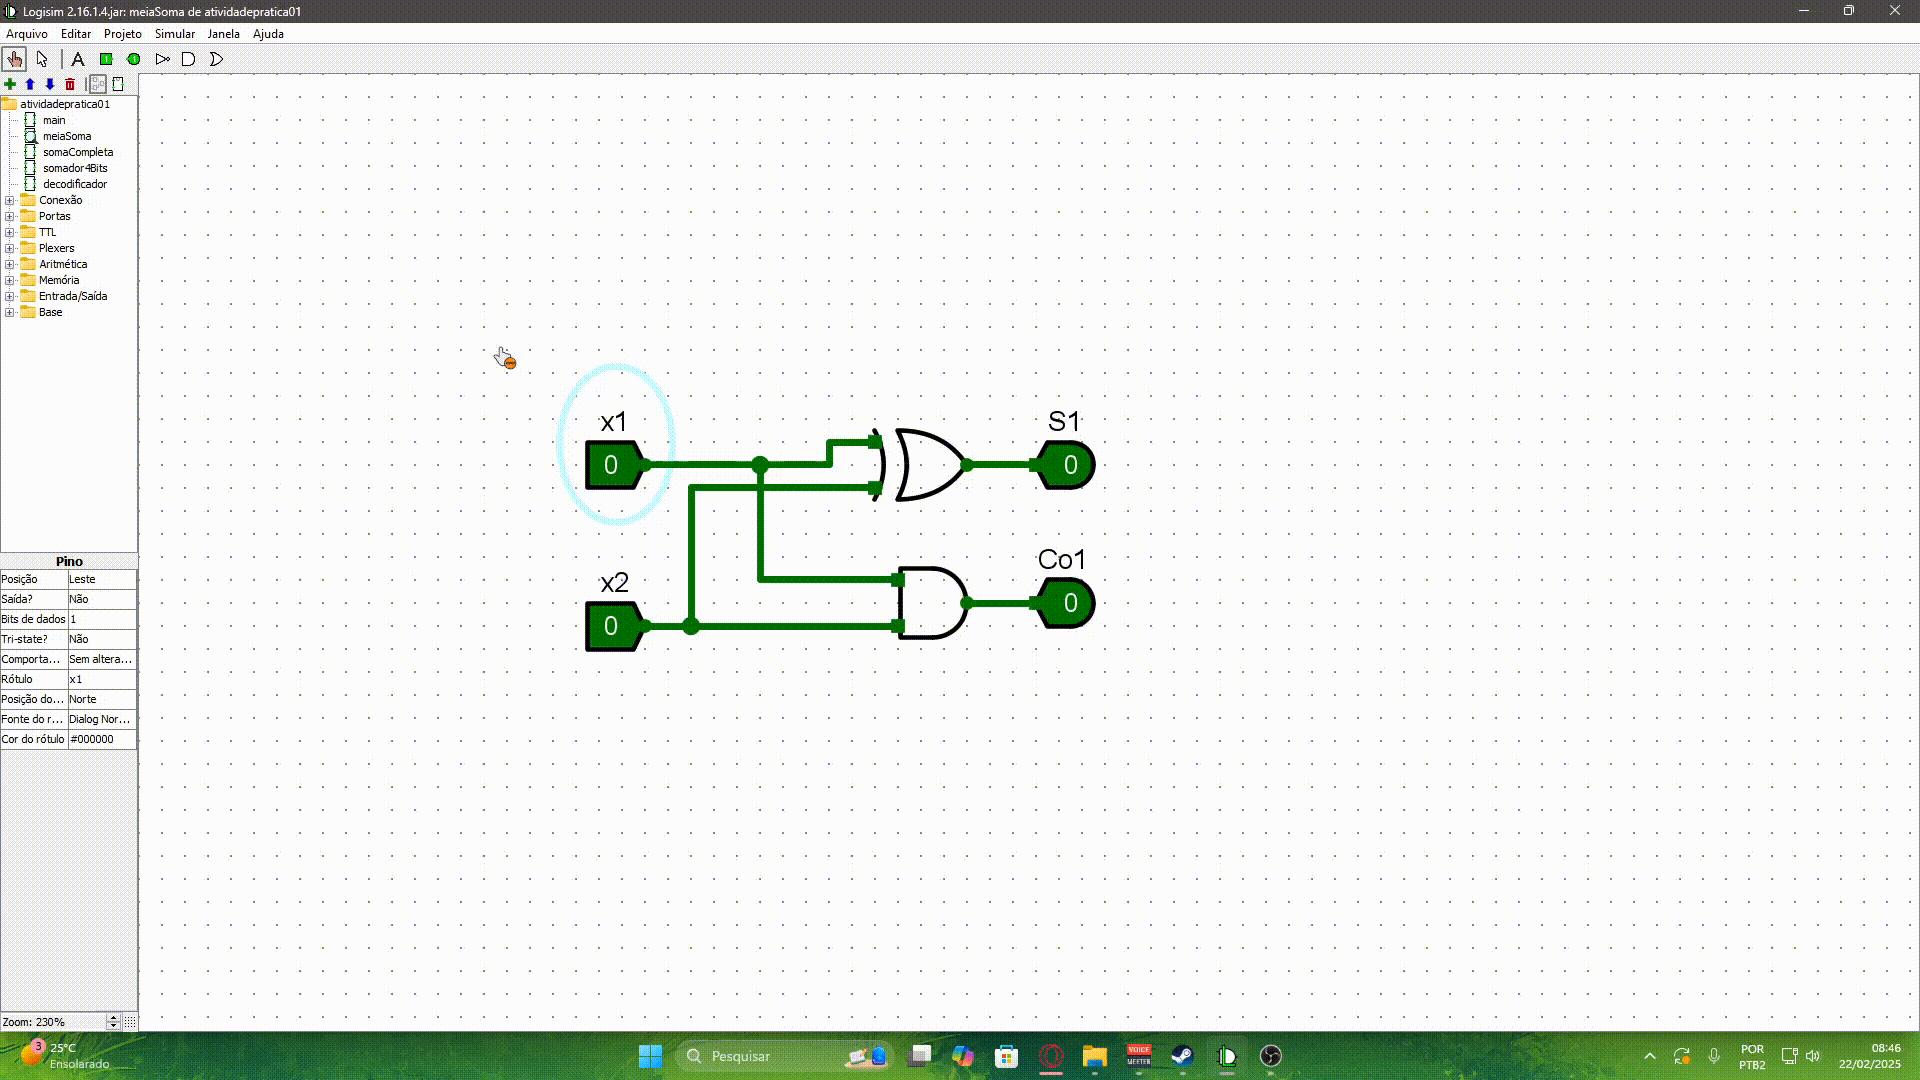 Logisim 2.16.1.4.jar: meiaSoma de atividadepratica01
Arquivo Editar Projeto Simular Janela Ajuda
A
atividadepratica01
main
meiaSoma
somaCompleta
somador4Bits
decodificador
Conexão
Portas
TTL
Plexers
Aritmética
Memória
Entrada/Saída
Base
x1
0
x2
0
S1
0
Co1
0
Pino
Posição Leste
Saída? Não
Bits de dados 1
Tri-state? Não
Comporta... Sem altera...
Rótulo x1
Posição do... Norte
Fonte do r... Dialog Nor...
Cor do rótulo #000000
Zoom: 230%
3
25°C
Ensolarado
Pesquisar
VOICE
MEETER
POR
PTB2
08:46
22/02/2025